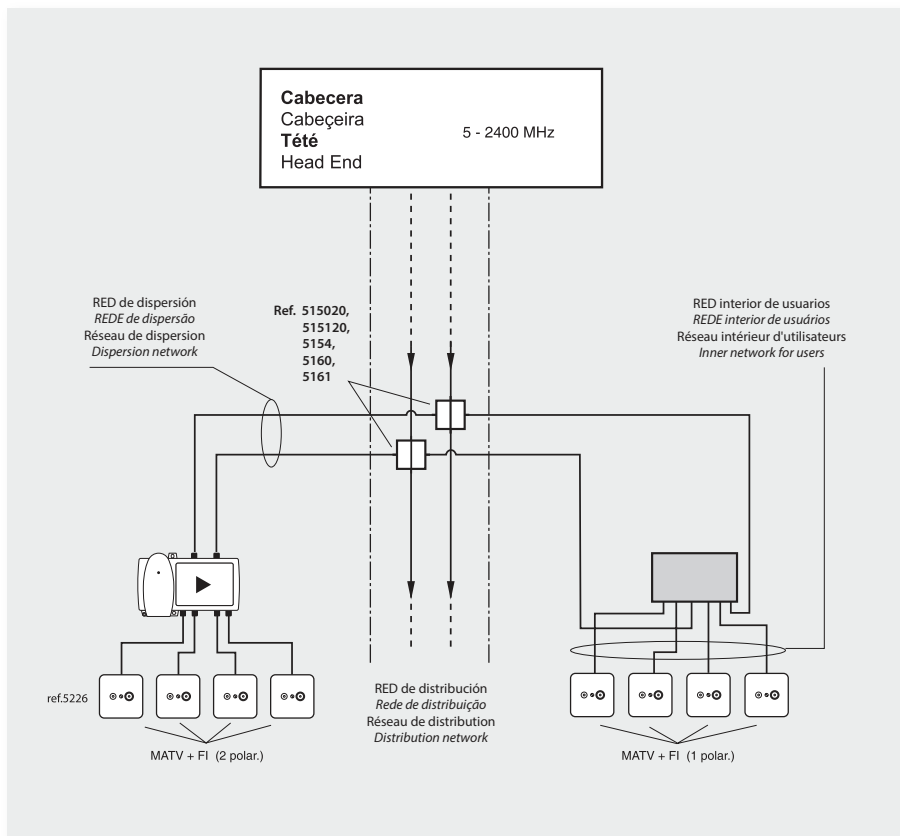 Cabecera
Cabeçeira
Tété
Head End
5 - 2400 MHz
RED de dispersión
REDE de dispersão
Réseau de dispersion
Dispersion network
Ref. 515020,
515120,
5154,
5160,
5161
RED interior de usuarios
REDE interior de usuários
Réseau intérieur d'utilisateurs
Inner network for users
ref.5226
MATV + FI (2 polar.)
RED de distribución
Rede de distribuição
Réseau de distribution
Distribution network
MATV + FI (1 polar.)